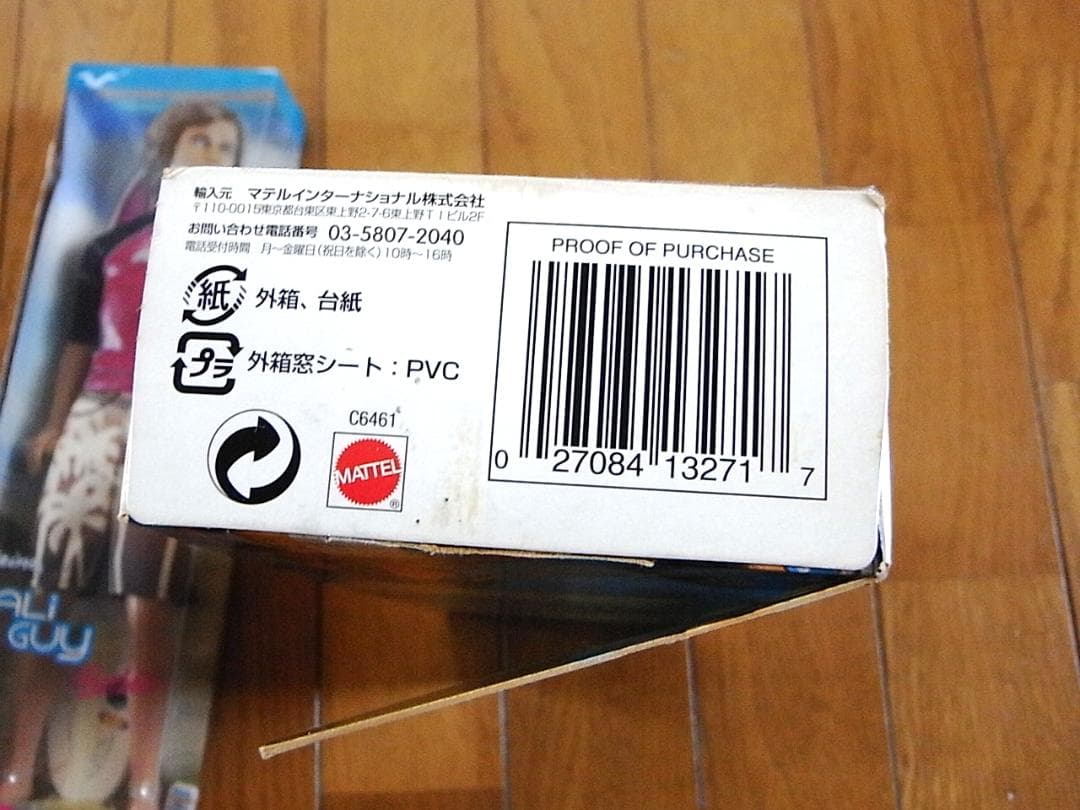 輸入元 マテルインターナショナル株式会社
〒110-0015東京都台東区東上野2-7-6東上野TIビル2F
お問い合わせ電話番号 03-5807-2040
電話受付時間 月~金曜日(祝日を除く)10時~16時
紙 外箱、台紙
プラ 外箱窓シート:PVC
C6461
MATTEL
®
PROOF OF PURCHASE
0 27084 13271 7
ALi
GUy